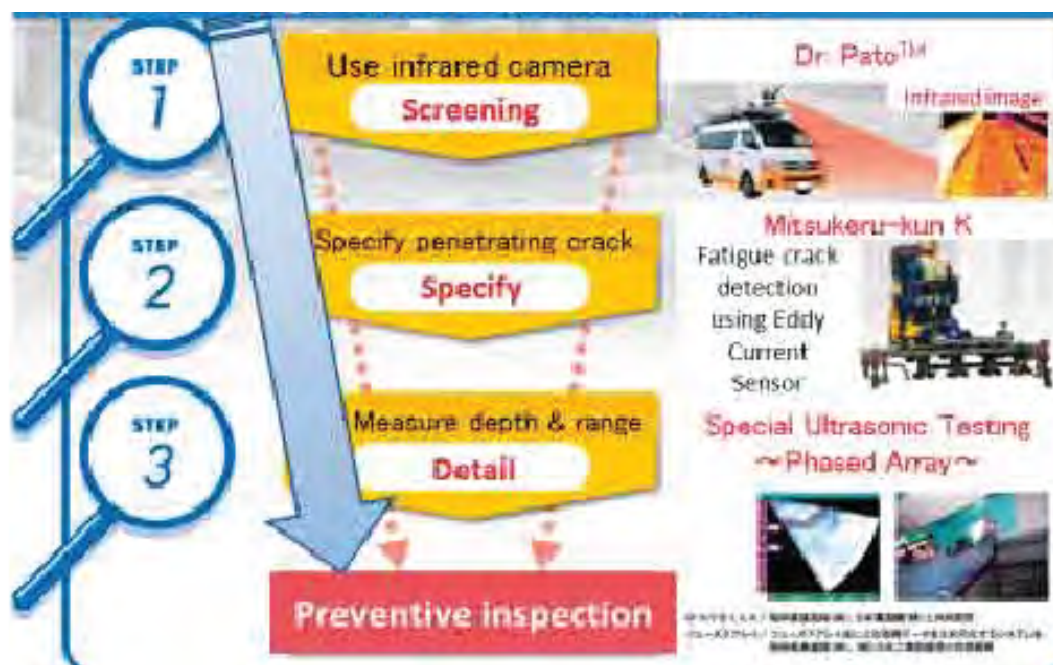 STEP
1
Use infrared camera
Screening
Dr. Pato™
Infrared image
STEP
2
Specify penetrating crack
Specify
Mitsukeru-kun K
Fatigue crack
detection
using Eddy
Current
Sensor
STEP
3
Measure depth & range
Detail
Special Ultrasonic Testing
～Phased Array～
Preventive inspection